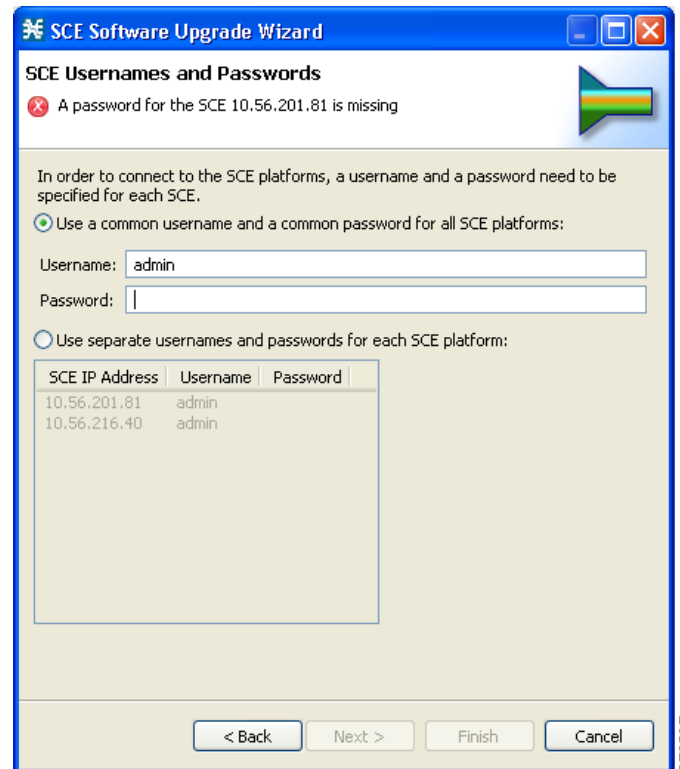 SCE Software Upgrade Wizard
SCE Usernames and Passwords
A password for the SCE 10.56.201.81 is missing
In order to connect to the SCE platforms, a username and a password need to be
specified for each SCE.
Use a common username and a common password for all SCE platforms:
Username: admin
Password:
Use separate usernames and passwords for each SCE platform:
SCE IP Address Username Password
10.56.201.81 admin
10.56.216.40 admin
< Back Next > Finish Cancel